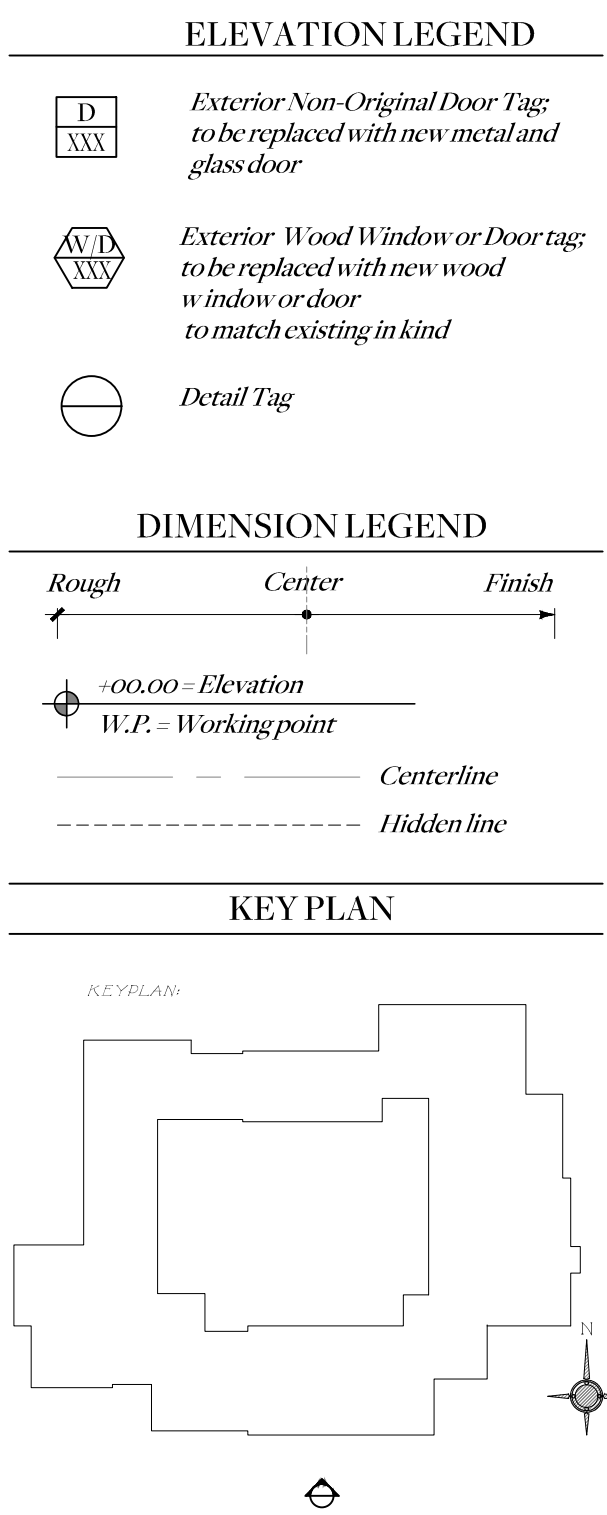 ELEVATION LEGEND
D
XXX
Exterior Non-Original Door Tag;
to be replaced with new metal and
glass door
W/D
XXX
Exterior Wood Window or Door tag;
to be replaced with new wood
w indow or door
to match existing in kind
Detail Tag
DIMENSION LEGEND
Rough Center Finish
+00.00 = Elevation
W.P. = Working point
Centerline
Hidden line
KEY PLAN
KEYPLAN:
N